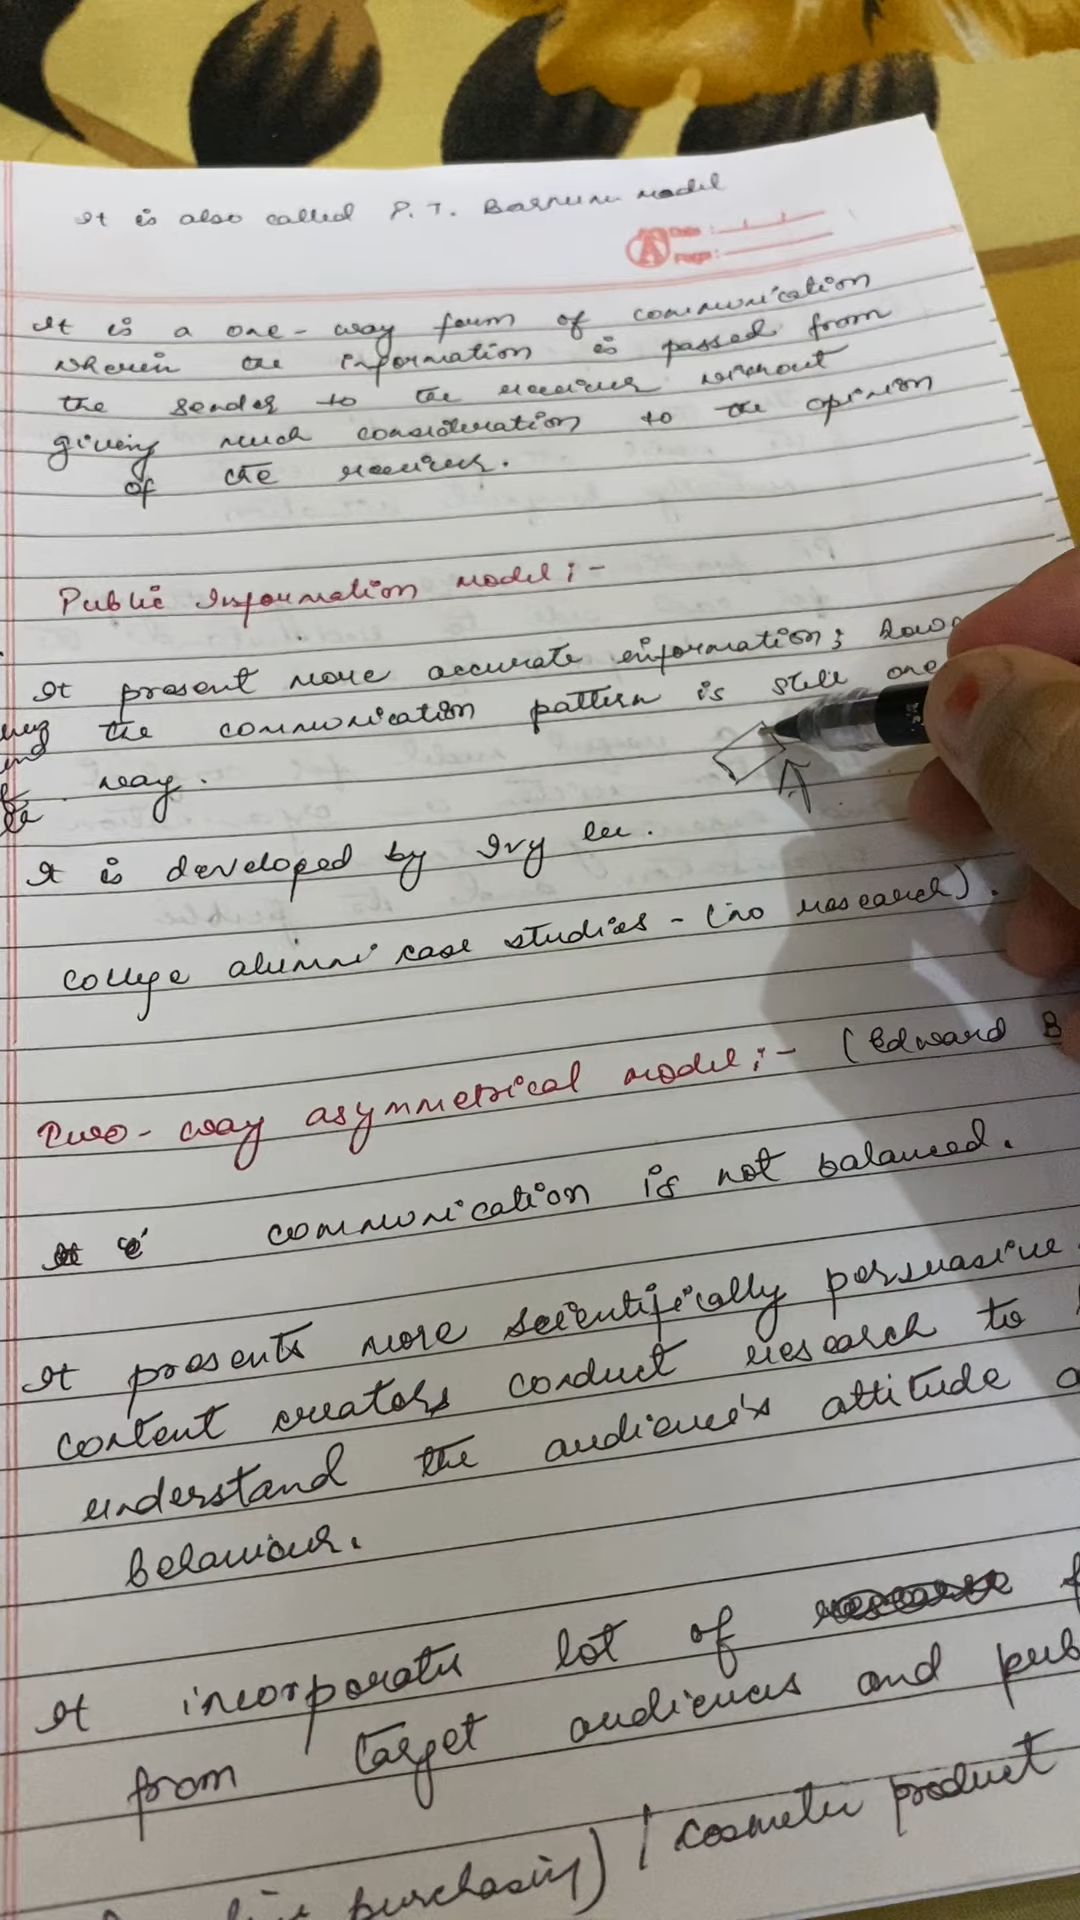 It is also called P. T. Barnum model
Date :
Page :
It is a one-way form of communication
wherein the information is passed from
the sender to the receiver without
giving much consideration to the opinion
of the receiver.
Public Information model ; -
It present more accurate information ;
the communication pattern is still one
way .
It is developed by Ivy lee .
College alumni case studies - (no research) .
Two-way asymmetrical model ; - (Edward B
communication is not balanced .
It presents more scientifically persuasive
content creators conduct research to
understand the audience's attitude
behaviour .
It incorporate lot of
from target audiences and pub
purchasing) / cosmetic product